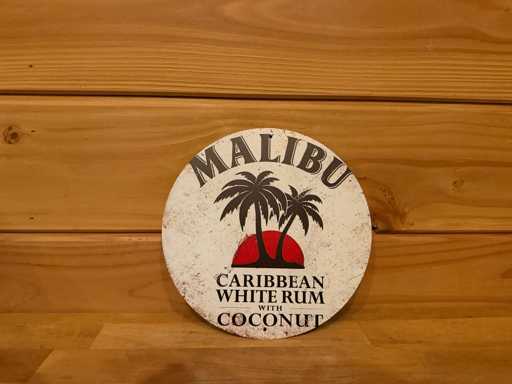 MALIBU
CARIBBEAN
WHITE RUM
WITH
COCONUT